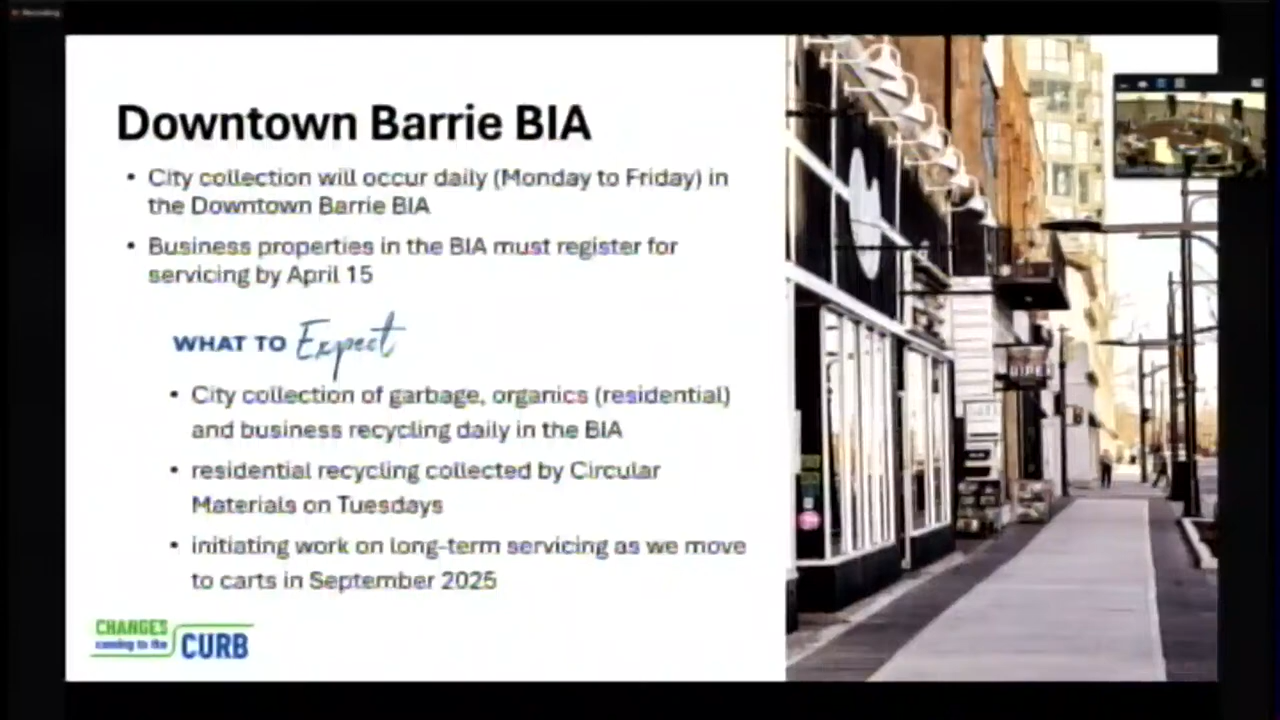 Recording
Downtown Barrie BIA
• City collection will occur daily (Monday to Friday) in
the Downtown Barrie BIA
• Business properties in the BIA must register for
servicing by April 15
WHAT TO Expect
• City collection of garbage, organics (residential)
and business recycling daily in the BIA
• residential recycling collected by Circular
Materials on Tuesdays
• initiating work on long-term servicing as we move
to carts in September 2025
CHANGES
coming to the
CURB